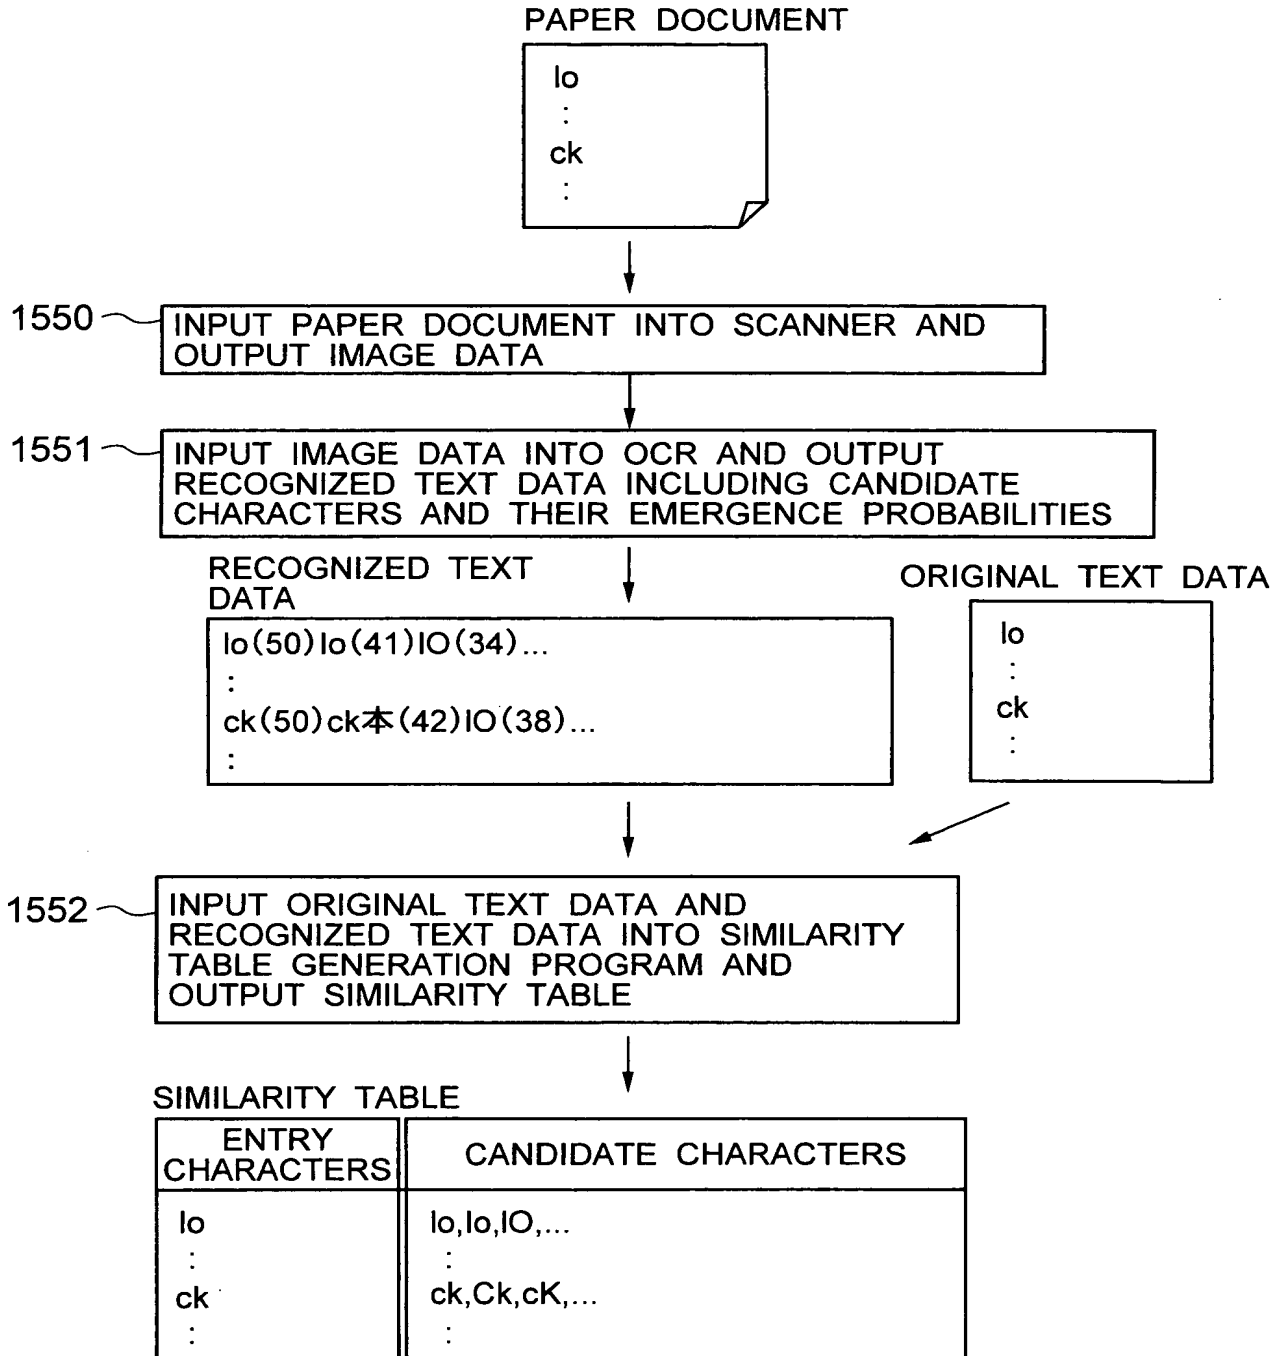 PAPER DOCUMENT
lo
:
ck
:
1550
INPUT PAPER DOCUMENT INTO SCANNER AND
OUTPUT IMAGE DATA
1551
INPUT IMAGE DATA INTO OCR AND OUTPUT
RECOGNIZED TEXT DATA INCLUDING CANDIDATE
CHARACTERS AND THEIR EMERGENCE PROBABILITIES
RECOGNIZED TEXT
DATA
lo(50)Io(41)IO(34)...
:
ck(50)ck本(42)IO(38)...
:
ORIGINAL TEXT DATA
lo
:
ck
:
1552
INPUT ORIGINAL TEXT DATA AND
RECOGNIZED TEXT DATA INTO SIMILARITY
TABLE GENERATION PROGRAM AND
OUTPUT SIMILARITY TABLE
SIMILARITY TABLE
ENTRY
CHARACTERS
CANDIDATE CHARACTERS
lo
lo,Io,IO,...
:
:
ck
ck,Ck,cK,...
:
: